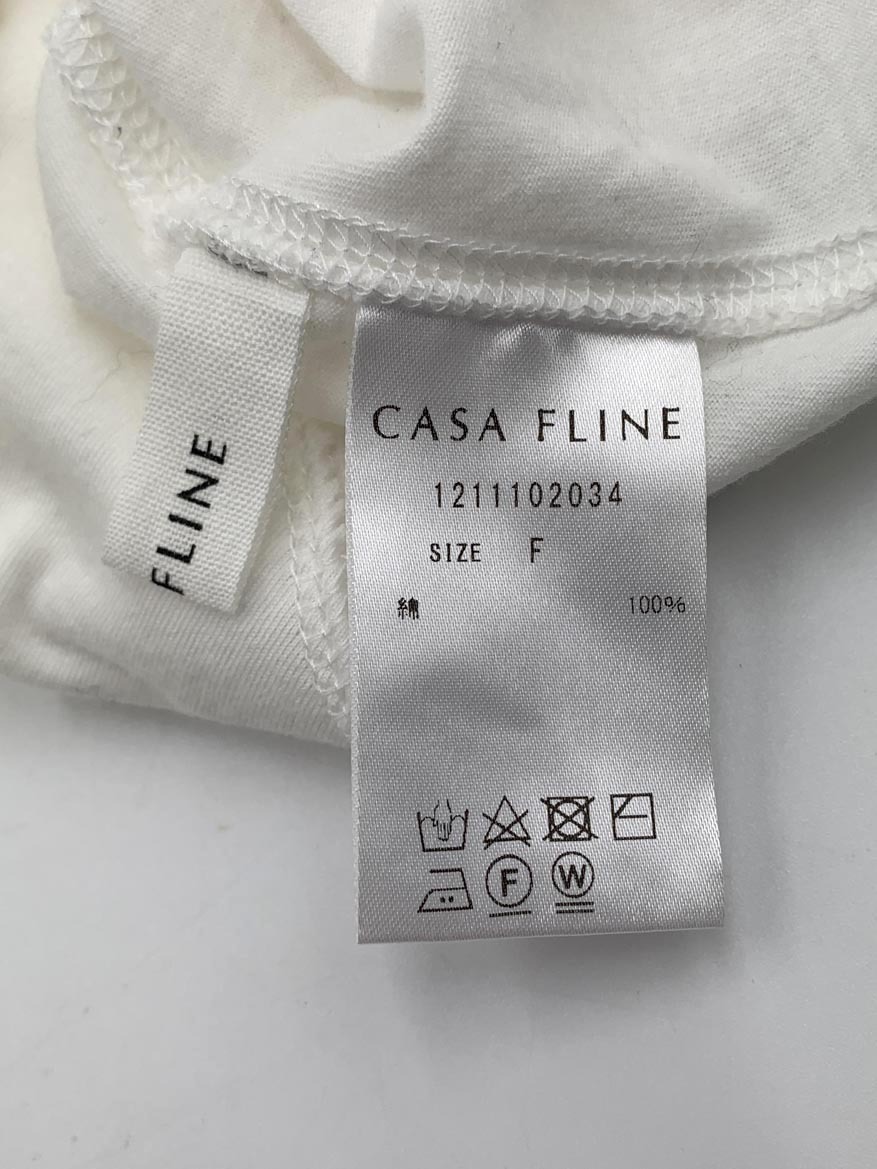 FLINE
CASA FLINE
1211102034
SIZE F
綿 100%
F W